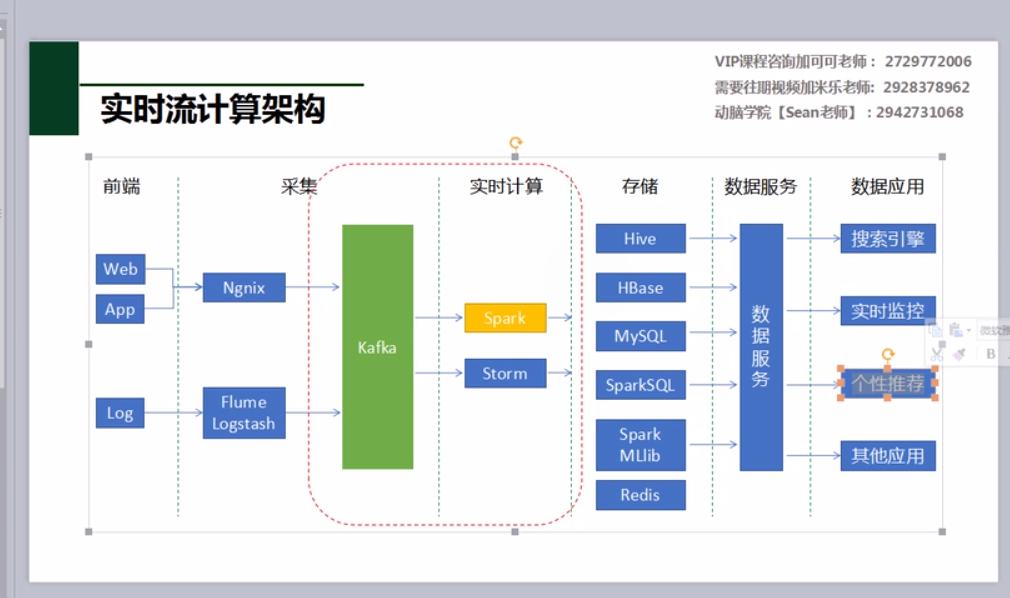 VIP课程咨询加可可老师： 2729772006
需要往期视频加米乐老师: 2928378962
动脑学院【Sean老师】：2942731068
实时流计算架构
前端
采集
实时计算
存储
数据服务
数据应用
Web
App
Log
Ngnix
Flume
Logstash
Kafka
Spark
Storm
Hive
HBase
MySQL
SparkSQL
Spark
MLlib
Redis
数据服务
搜索引擎
实时监控
个性推荐
其他应用
B